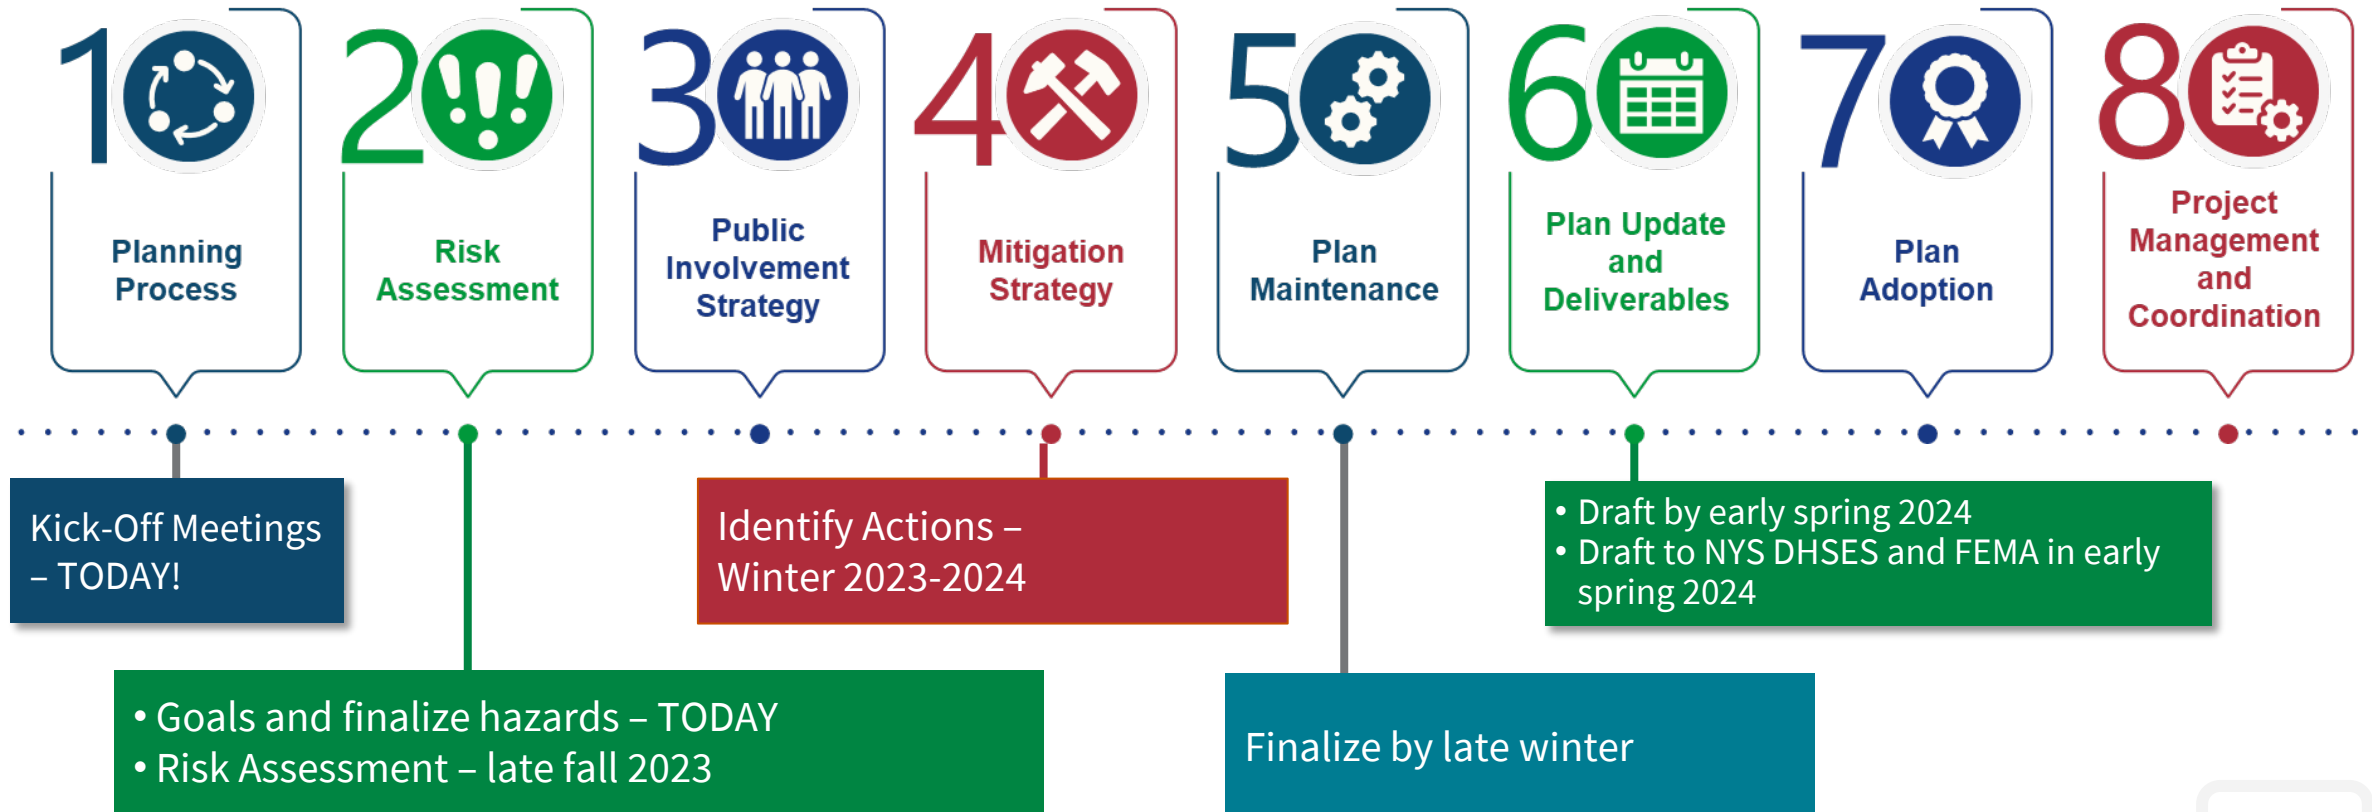 1
Planning
Process
2
Risk
Assessment
3
Public
Involvement
Strategy
4
Mitigation
Strategy
5
Plan
Maintenance
6
Plan Update
and
Deliverables
7
Plan
Adoption
8
Project
Management
and
Coordination
Kick-Off Meetings
– TODAY!
Identify Actions –
Winter 2023-2024
• Draft by early spring 2024
• Draft to NYS DHSES and FEMA in early
spring 2024
• Goals and finalize hazards – TODAY
• Risk Assessment – late fall 2023
Finalize by late winter